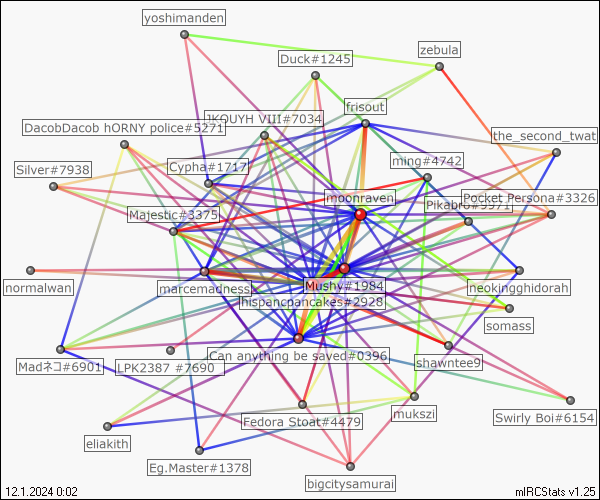 yoshimanden
zebula
Duck#1245
frisout
JKOUYH VIII#7034
DacobDacob hORNY police#5271
the_second_twat
ming#4742
Cypha#1717
Silver#7938
moonraven
Pocket Persona#3326
Majestic#3375
neokingghidorah
normalwan
marcemadness
Mushy#1984
hispancpancakes#2928
somass
Can anything be saved#0396
shawntee9
Madネコ#6901
LPK2387 #7690
mukszi
Swirly Boi#6154
Fedora Stoat#4479
eliakith
Eg.Master#1378
bigcitysamurai
12.1.2024 0:02
mIRCStats v1.25